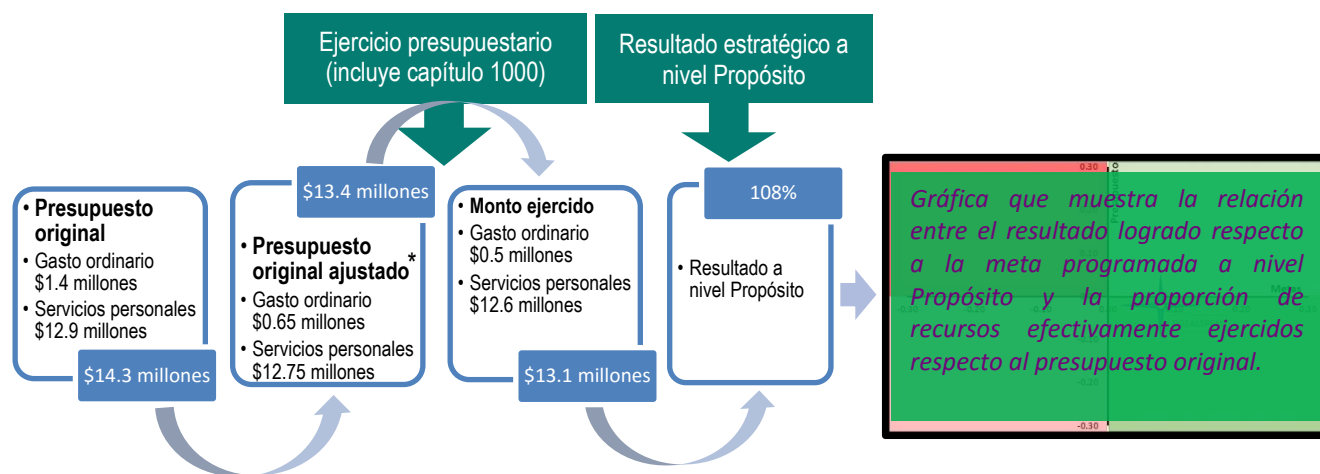 Ejercicio presupuestario
(incluye capítulo 1000)
Resultado estratégico a
nivel Propósito
• Presupuesto
original
• Gasto ordinario
$1.4 millones
• Servicios personales
$12.9 millones
$14.3 millones
$13.4 millones
• Presupuesto
original ajustado*
• Gasto ordinario
$0.65 millones
• Servicios personales
$12.75 millones
• Monto ejercido
• Gasto ordinario
$0.5 millones
• Servicios personales
$12.6 millones
$13.1 millones
108%
• Resultado a
nivel Propósito
0.30
Gráfica que muestra la relación
entre el resultado logrado respecto
a la meta programada a nivel
Propósito y la proporción de
recursos efectivamente ejercidos
respecto al presupuesto original.
-0.30